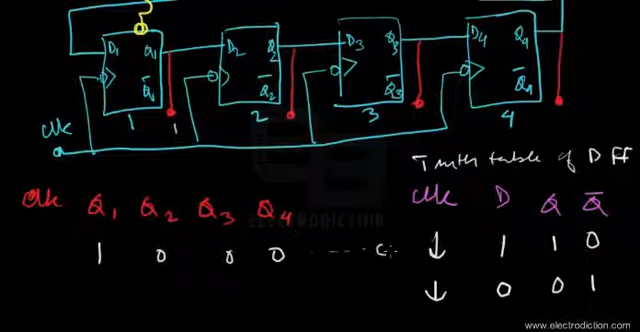 D1 Q1 D2 Q2 D3 Q3 D4 Q4
Q̅1 Q̅2 Q̅3 Q̅4
1 2 3 4
1
Clk
Truth table of D FF
Clk Q1 Q2 Q3 Q4
Clk D Q Q̅
1 0 0 0
↓ 1 1 0
↓ 0 0 1
ELECTRODICTION
www.electrodiction.com